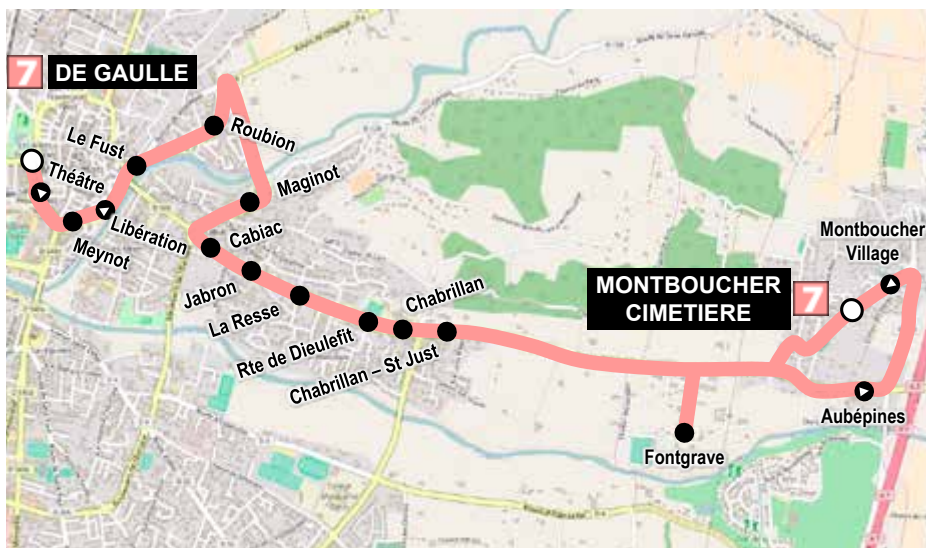 7 DE GAULLE
Le Fust
Roubion
Théâtre
Maginot
Libération
Meynot
Cabiac
Montboucher
Village
Jabron
MONTBOUCHER
CIMETIERE
7
La Resse
Chabrillan
Rte de Dieulefit
Chabrillan – St Just
Aubépines
Fontgrave